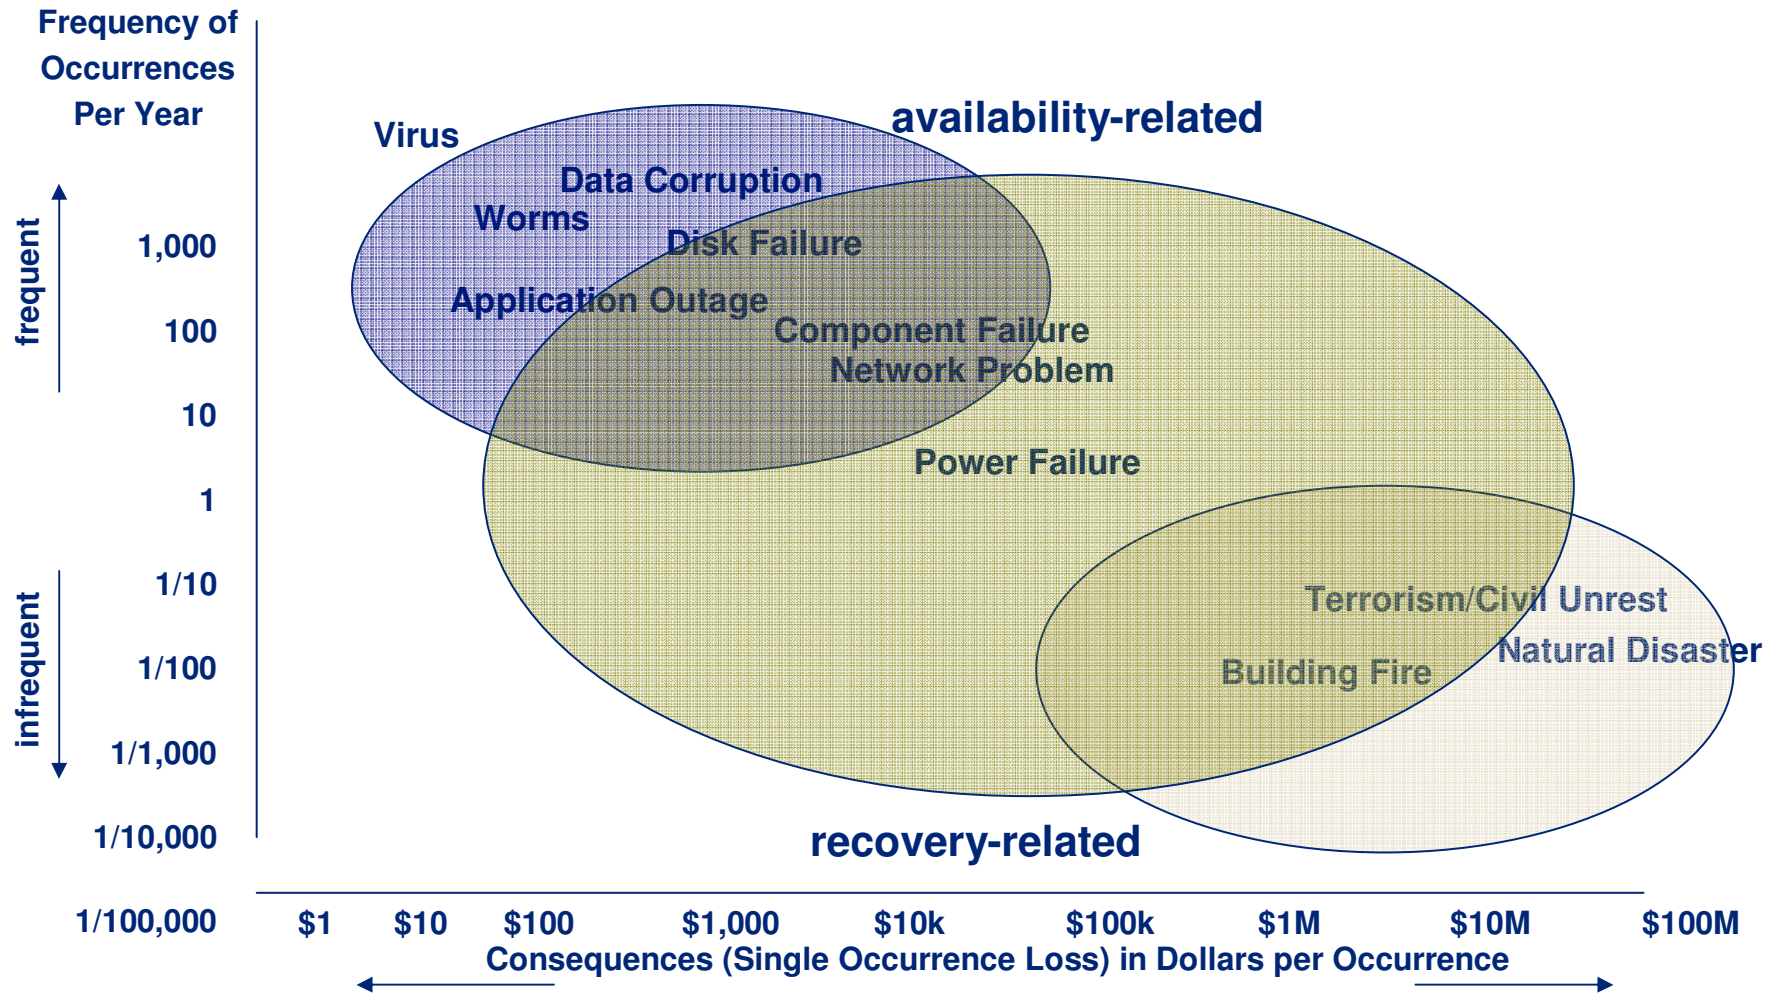 Frequency of
Occurrences
Per Year
availability-related
Virus
Data Corruption
Worms
Disk Failure
Application Outage
Component Failure
Network Problem
Power Failure
Terrorism/Civil Unrest
Natural Disaster
Building Fire
recovery-related
frequent
infrequent
1,000
100
10
1
1/10
1/100
1/1,000
1/10,000
1/100,000
$1 $10 $100 $1,000 $10k $100k $1M $10M $100M
Consequences (Single Occurrence Loss) in Dollars per Occurrence